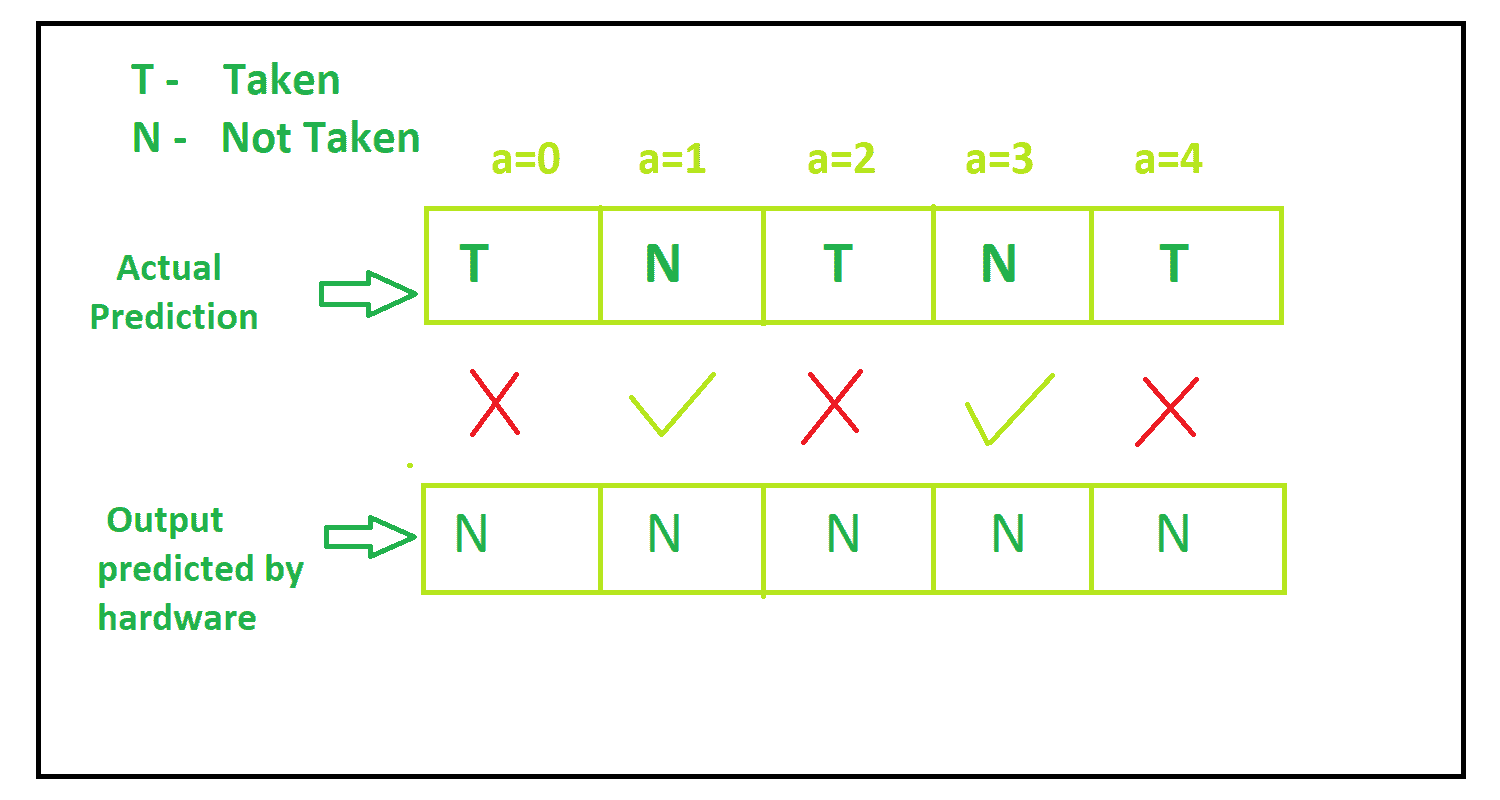 T - Taken
N - Not Taken
a=0 a=1 a=2 a=3 a=4
Actual
Prediction
T N T N T
Output
predicted by
hardware
N N N N N